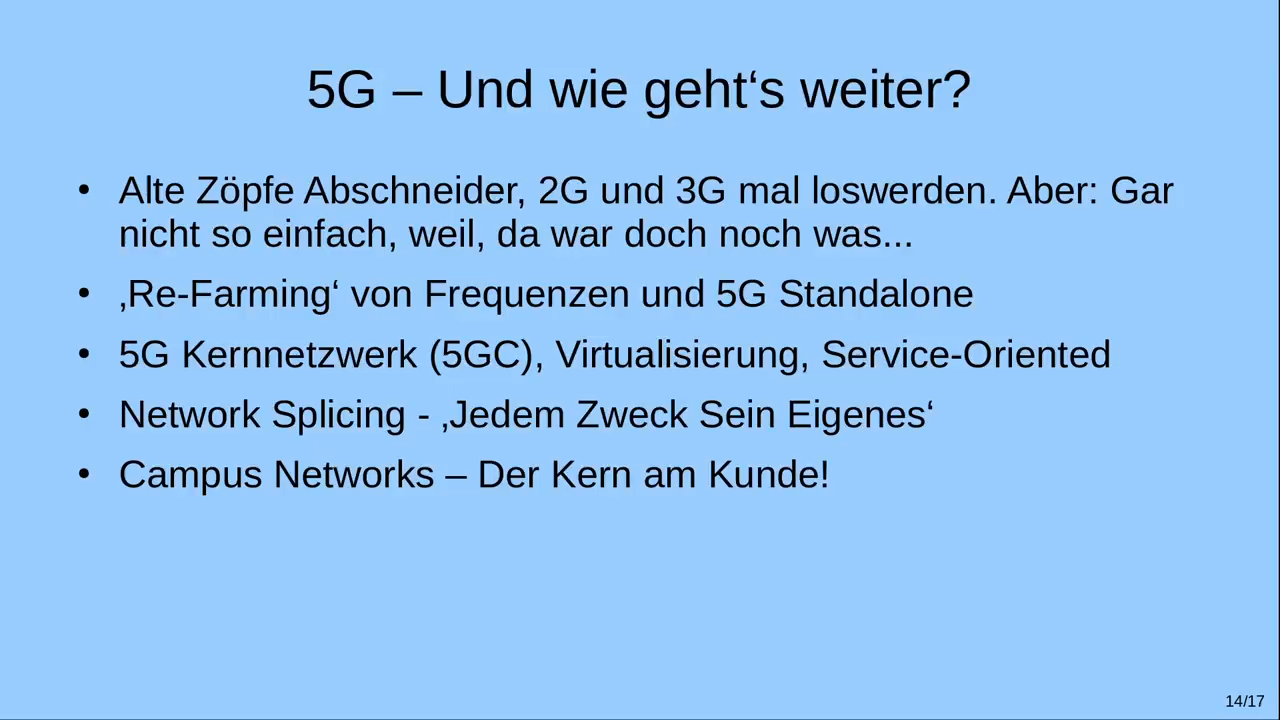 5G – Und wie geht‘s weiter?
• Alte Zöpfe Abschneider, 2G und 3G mal loswerden. Aber: Gar
nicht so einfach, weil, da war doch noch was...
• ‚Re-Farming‘ von Frequenzen und 5G Standalone
• 5G Kernnetzwerk (5GC), Virtualisierung, Service-Oriented
• Network Splicing - ‚Jedem Zweck Sein Eigenes‘
• Campus Networks – Der Kern am Kunde!
14/17